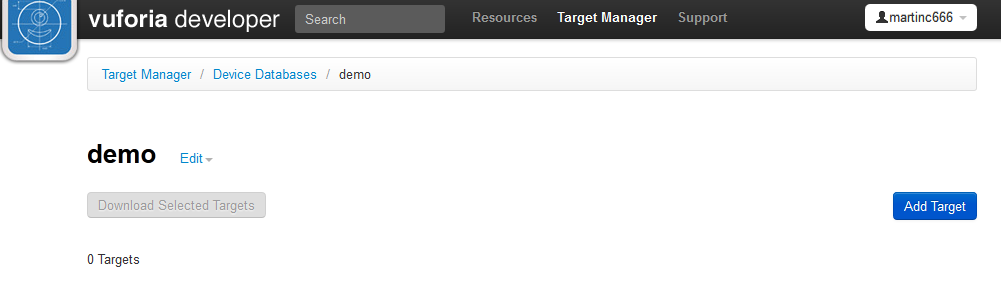 vuforia developer Search Resources Target Manager Support martinc666
Target Manager / Device Databases / demo
demo Edit
Download Selected Targets Add Target
0 Targets